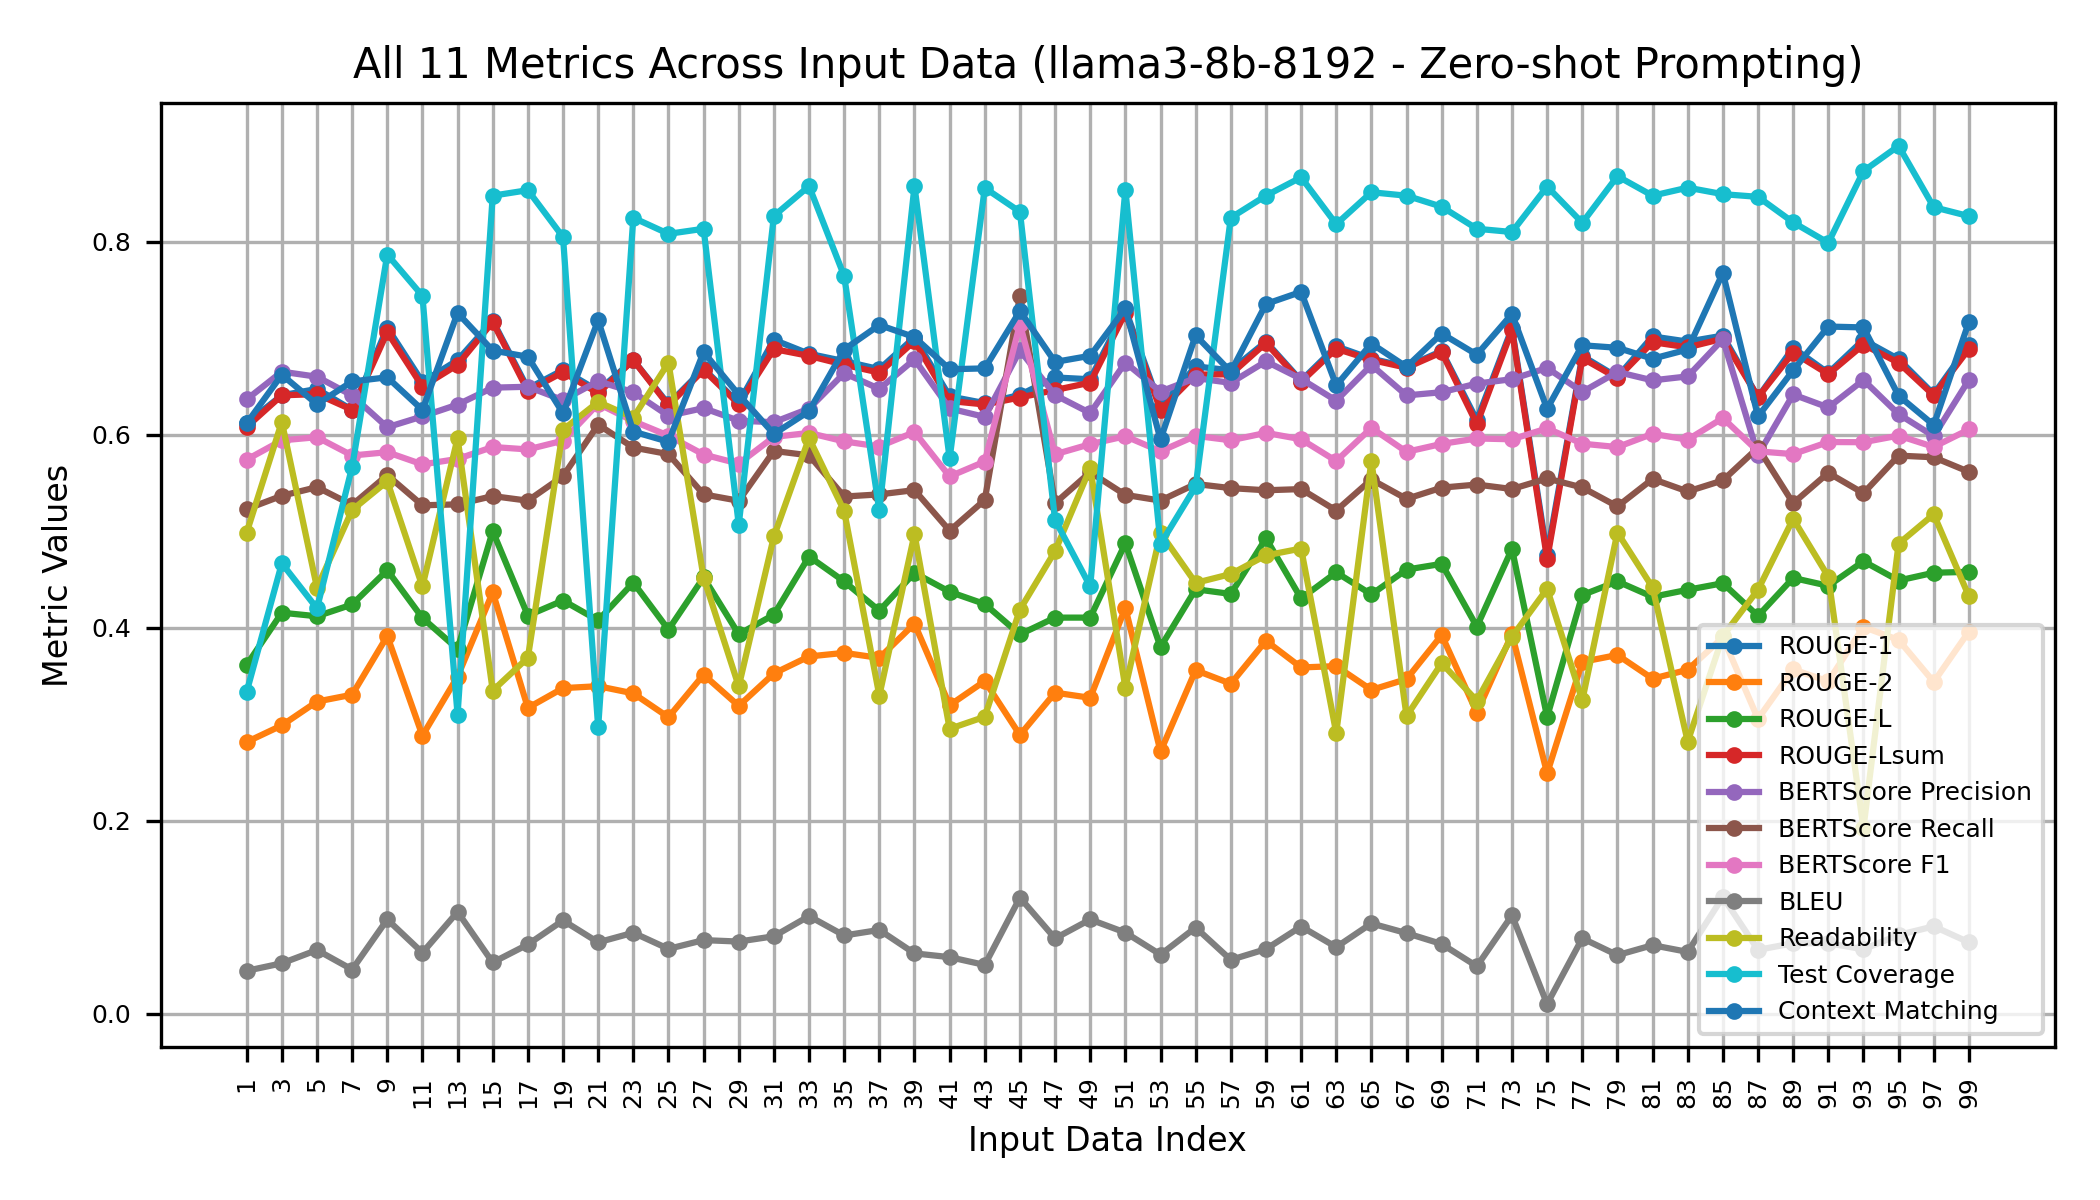 All 11 Metrics Across Input Data (llama3-8b-8192 - Zero-shot Prompting)
Metric Values
0.8
0.6
0.4
0.2
0.0
ROUGE-1
ROUGE-2
ROUGE-L
ROUGE-Lsum
BERTScore Precision
BERTScore Recall
BERTScore F1
BLEU
Readability
Test Coverage
Context Matching
1 3 5 7 9 11 13 15 17 19 21 23 25 27 29 31 33 35 37 39 41 43 45 47 49 51 53 55 57 59 61 63 65 67 69 71 73 75 77 79 81 83 85 87 89 91 93 95 97 99
Input Data Index